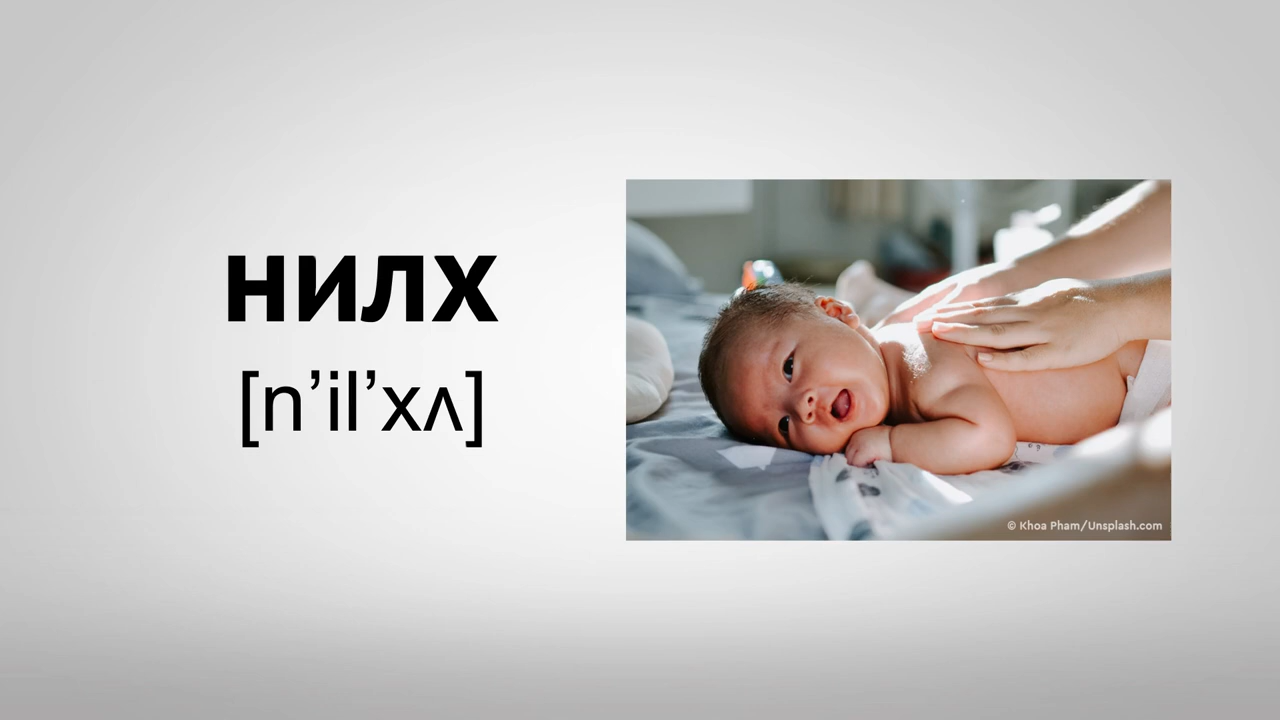 нилх
[n’il’xʌ]
© Khoa Pham/Unsplash.com